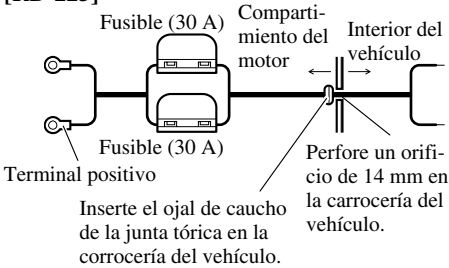 [RD-223]
Fusible (30 A)
Comparti-
miento del
motor
Interior del
vehículo
Fusible (30 A)
Terminal positivo
Perfore un orifi-
cio de 14 mm en
la carrocería del
vehículo.
Inserte el ojal de caucho
de la junta tórica en la
corrocería del vehículo.